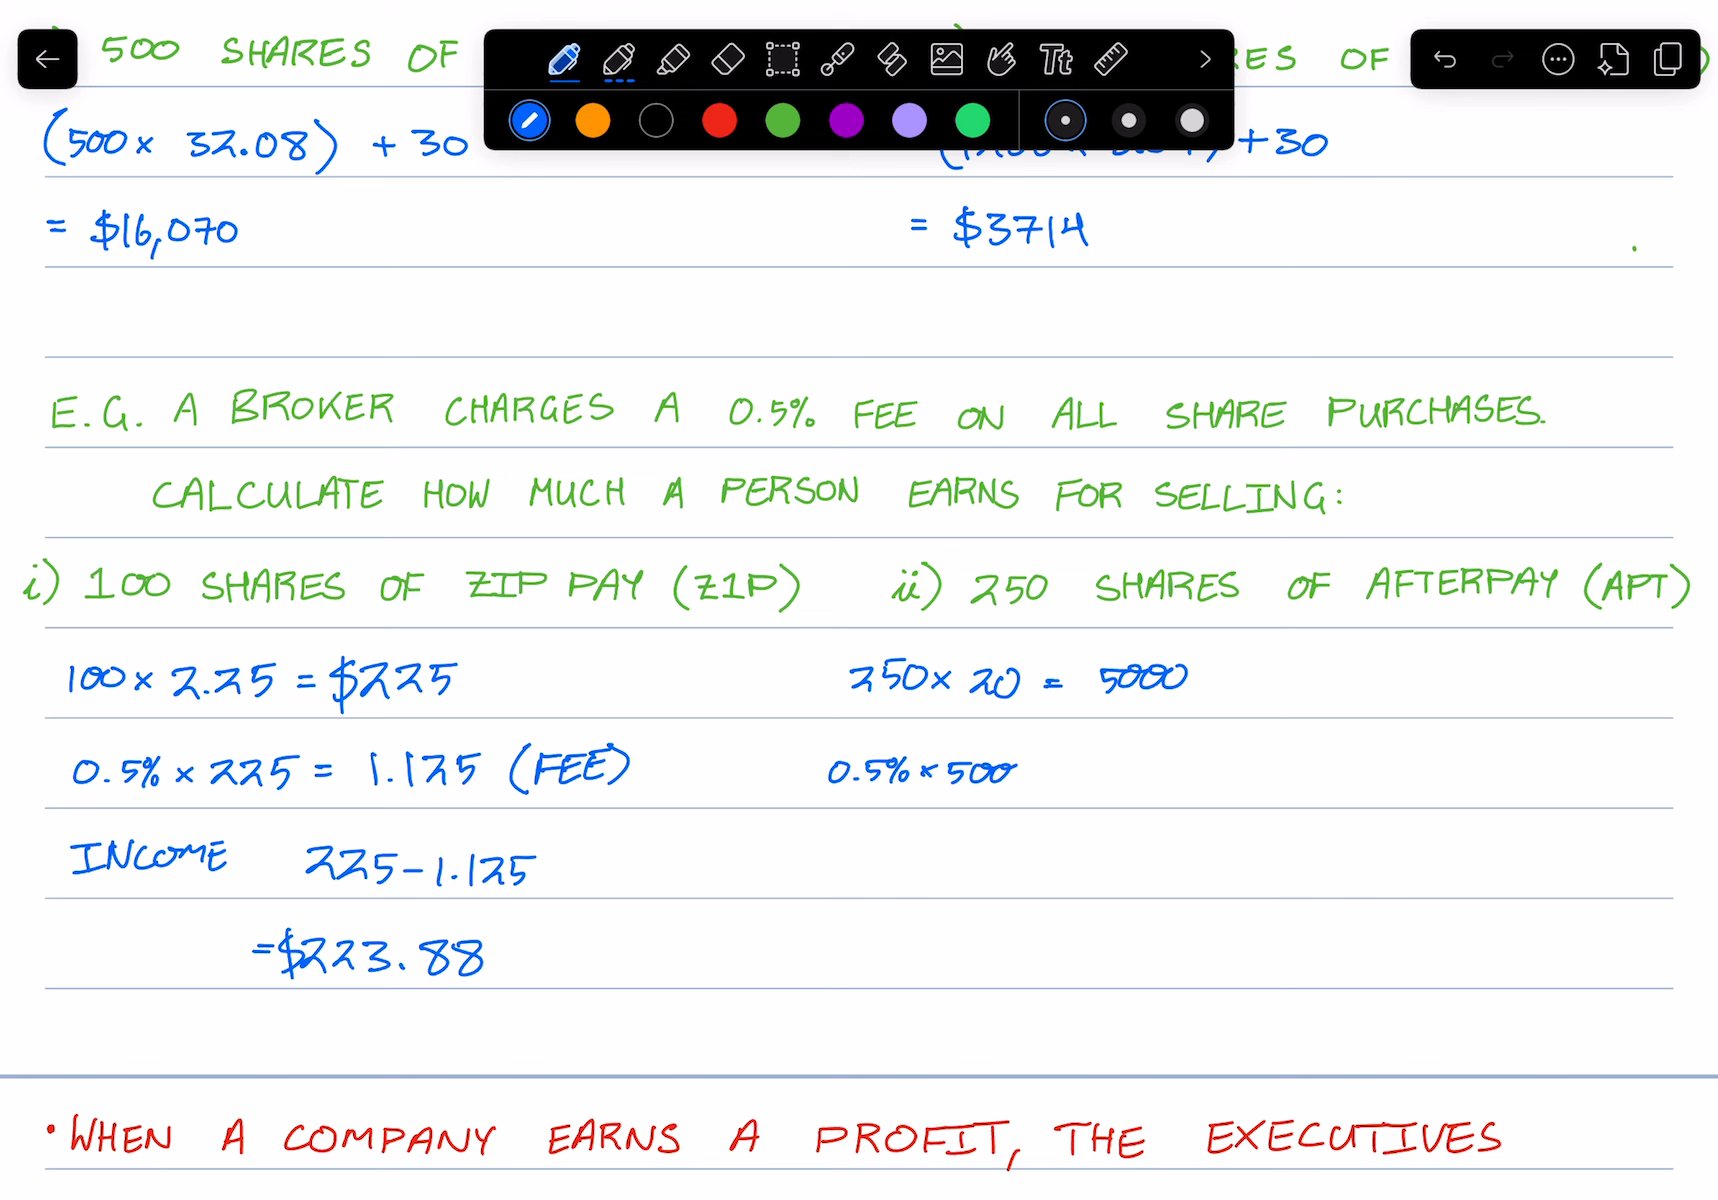 500 SHARES OF
RES OF
Tt
(500 x 32.08) + 30
+30
= $16,070
= $3714
E.G. A BROKER CHARGES A 0.5% FEE ON ALL SHARE PURCHASES.
CALCULATE HOW MUCH A PERSON EARNS FOR SELLING:
i) 100 SHARES OF ZIP PAY (Z1P)
ii) 250 SHARES OF AFTERPAY (APT)
100 x 2.25 = $225
250 x 20 = 5000
0.5% x 225 = 1.125 (FEE)
0.5% x 500
INCOME 225 - 1.125
= $223.88
• WHEN A COMPANY EARNS A PROFIT, THE EXECUTIVES